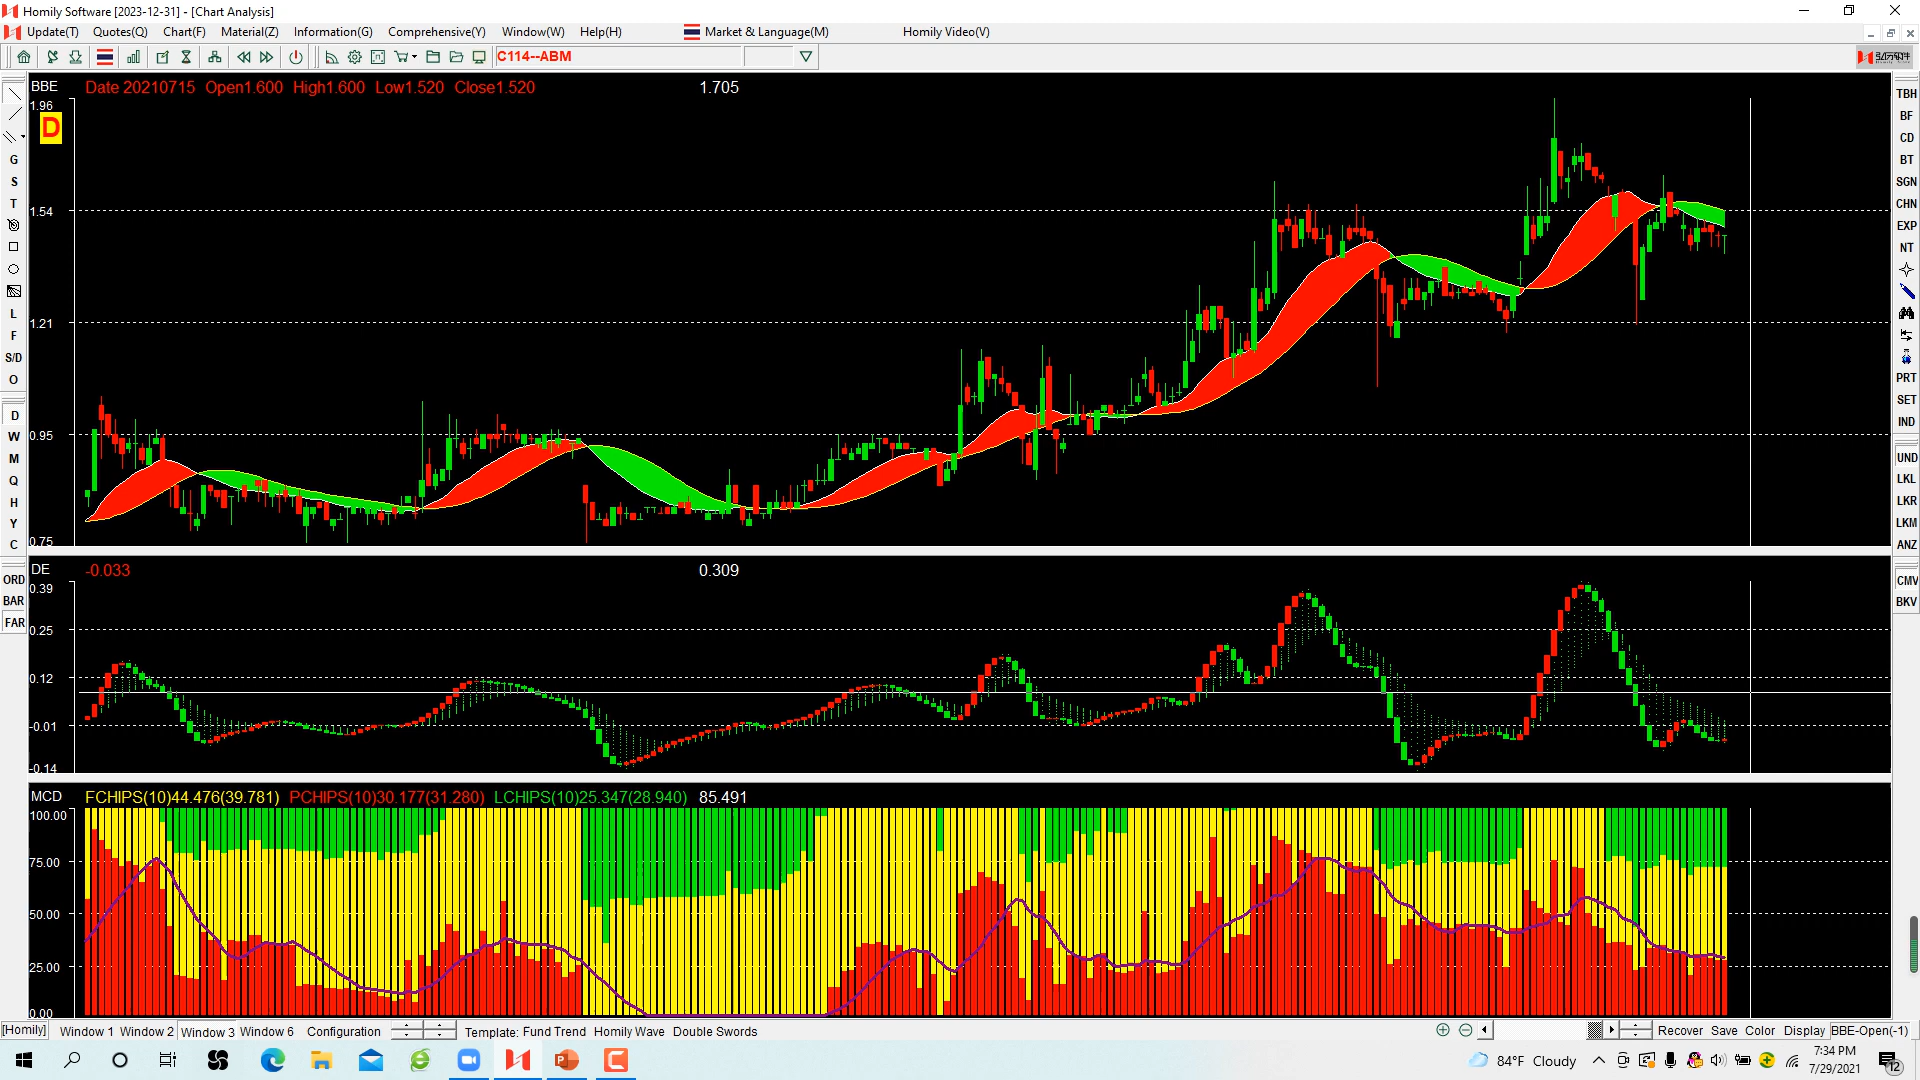 Homily Software [2023-12-31] - [Chart Analysis]
Update(T) Quotes(Q) Chart(F) Material(Z) Information(G) Comprehensive(Y) Window(W) Help(H) Market & Language(M) Homily Video(V)
C114--ABM
BBE Date 20210715 Open1.600 High1.600 Low1.520 Close1.520 1.705
1.96
D
1.54
1.21
0.95
0.75
DE -0.033 0.309
0.39
0.25
0.12
-0.01
-0.14
MCD FCHIPS(10)44.476(39.781) PCHIPS(10)30.177(31.280) LCHIPS(10)25.347(28.940) 85.491
100.00
75.00
50.00
25.00
0.00
G
S
T
L
F
S/D
O
D
W
M
Q
H
Y
C
ORD
BAR
FAR
TBH
BF
CD
BT
SGN
CHN
EXP
NT
PRT
SET
IND
UND
LKL
LKR
LKM
ANZ
CMV
BKV
[Homily] Window 1 Window 2 Window 3 Window 6 Configuration Template: Fund Trend Homily Wave Double Swords Recover Save Color Display BBE-Open(-1)
84°F Cloudy
7:34 PM
7/29/2021
12